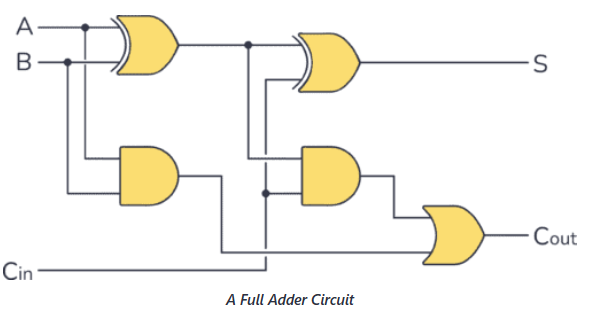 A
B
S
Cout
Cin
A Full Adder Circuit